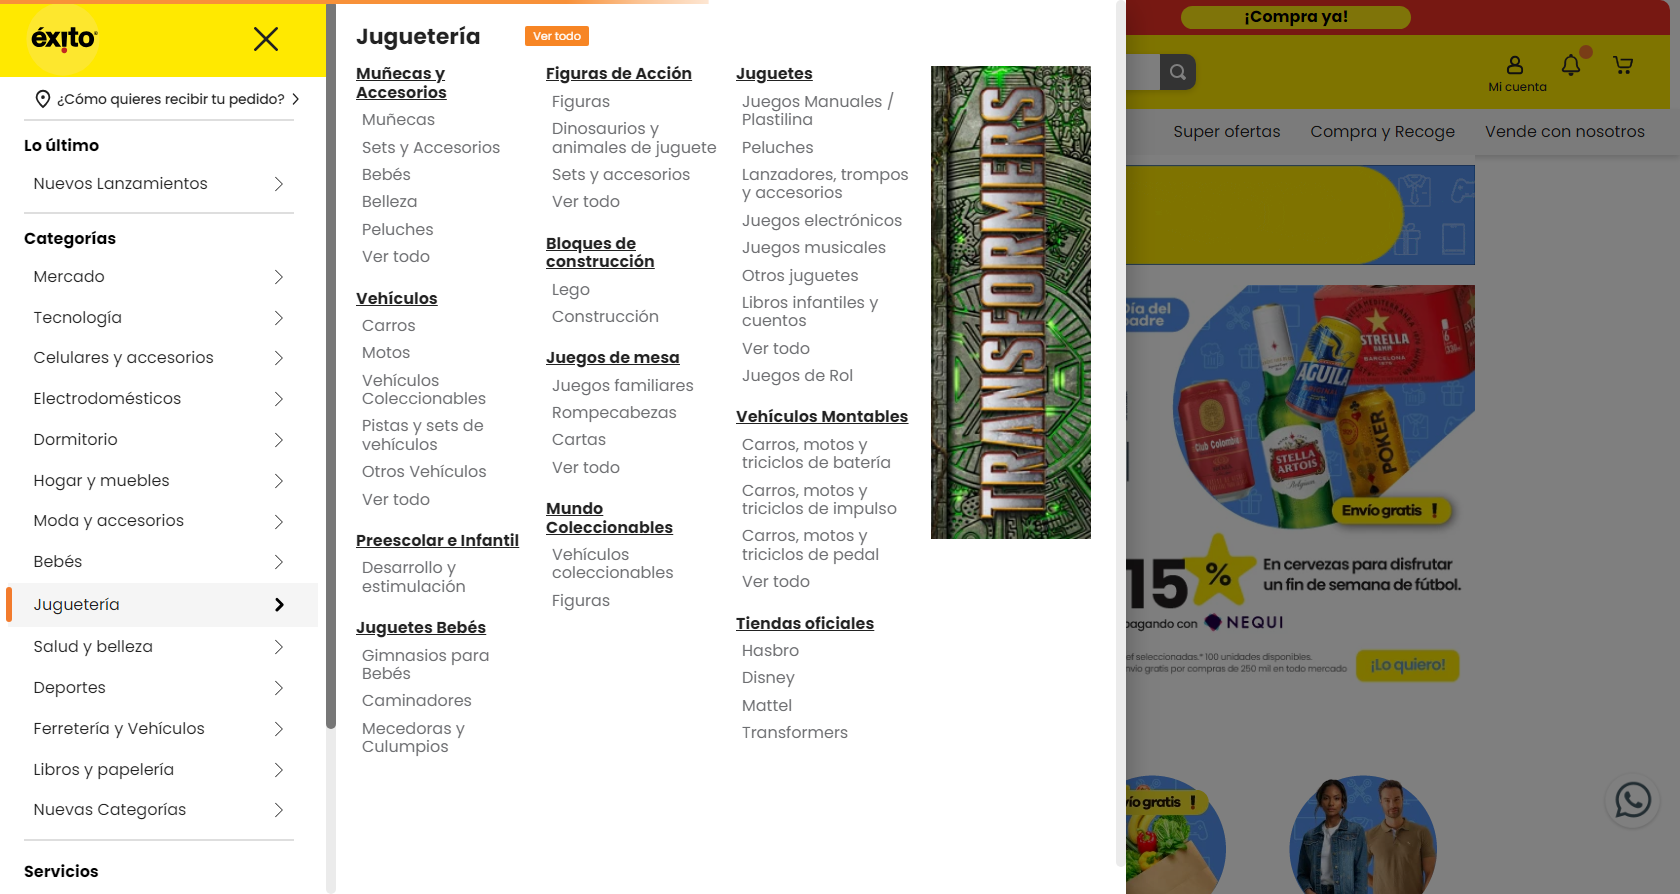 éxito
¿Cómo quieres recibir tu pedido?
Lo último
Nuevos Lanzamientos
Categorías
Mercado
Tecnología
Celulares y accesorios
Electrodomésticos
Dormitorio
Hogar y muebles
Moda y accesorios
Bebés
Juguetería
Salud y belleza
Deportes
Ferretería y Vehículos
Libros y papelería
Nuevas Categorías
Servicios
Juguetería
Ver todo
Muñecas y
Accesorios
Muñecas
Sets y Accesorios
Bebés
Belleza
Peluches
Ver todo
Vehículos
Carros
Motos
Vehículos
Coleccionables
Pistas y sets de
vehículos
Otros Vehículos
Ver todo
Preescolar e Infantil
Desarrollo y
estimulación
Juguetes Bebés
Gimnasios para
Bebés
Caminadores
Mecedoras y
Culumpios
Figuras de Acción
Figuras
Dinosaurios y
animales de juguete
Sets y accesorios
Ver todo
Bloques de
construcción
Lego
Construcción
Juegos de mesa
Juegos familiares
Rompecabezas
Cartas
Ver todo
Mundo
Coleccionables
Vehículos
coleccionables
Figuras
Juguetes
Juegos Manuales /
Plastilina
Peluches
Lanzadores, trompos
y accesorios
Juegos electrónicos
Juegos musicales
Otros juguetes
Libros infantiles y
cuentos
Ver todo
Juegos de Rol
Vehículos Montables
Carros, motos y
triciclos de batería
Carros, motos y
triciclos de impulso
Carros, motos y
triciclos de pedal
Ver todo
Tiendas oficiales
Hasbro
Disney
Mattel
Transformers
TRANSFORMERS
¡Compra ya!
Mi cuenta
Super ofertas
Compra y Recoge
Vende con nosotros
Día del
padre
ESTRELLA
DAMM
BARCELONA
AGUILA
Club Colombia
STELLA
ARTOIS
POKER
Envío gratis !
15 %
En cervezas para disfrutar
un fin de semana de fútbol.
pagando con NEQUI
ef seleccionadas.* 100 unidades disponibles.
nvío gratis por compras de 250 mil en todo mercado
¡Lo quiero!
vío gratis !